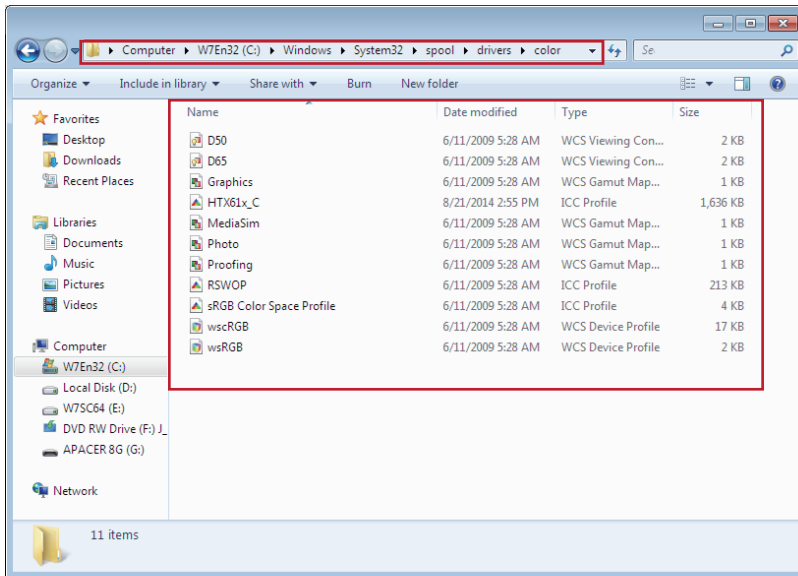 Computer W7En32 (C:) Windows System32 spool drivers color Se
Organize Include in library Share with Burn New folder
Name Date modified Type Size
Favorites
Desktop
Downloads
Recent Places
Libraries
Documents
Music
Pictures
Videos
Computer
W7En32 (C:)
Local Disk (D:)
W7SC64 (E:)
DVD RW Drive (F:) J_
APACER 8G (G:)
Network
D50 6/11/2009 5:28 AM WCS Viewing Con... 2 KB
D65 6/11/2009 5:28 AM WCS Viewing Con... 2 KB
Graphics 6/11/2009 5:28 AM WCS Gamut Map... 1 KB
HTX61x_C 8/21/2014 2:55 PM ICC Profile 1,636 KB
MediaSim 6/11/2009 5:28 AM WCS Gamut Map... 1 KB
Photo 6/11/2009 5:28 AM WCS Gamut Map... 1 KB
Proofing 6/11/2009 5:28 AM WCS Gamut Map... 1 KB
RSWOP 6/11/2009 5:28 AM ICC Profile 213 KB
sRGB Color Space Profile 6/11/2009 5:28 AM ICC Profile 4 KB
wscRGB 6/11/2009 5:28 AM WCS Device Profile 17 KB
wsRGB 6/11/2009 5:28 AM WCS Device Profile 2 KB
11 items